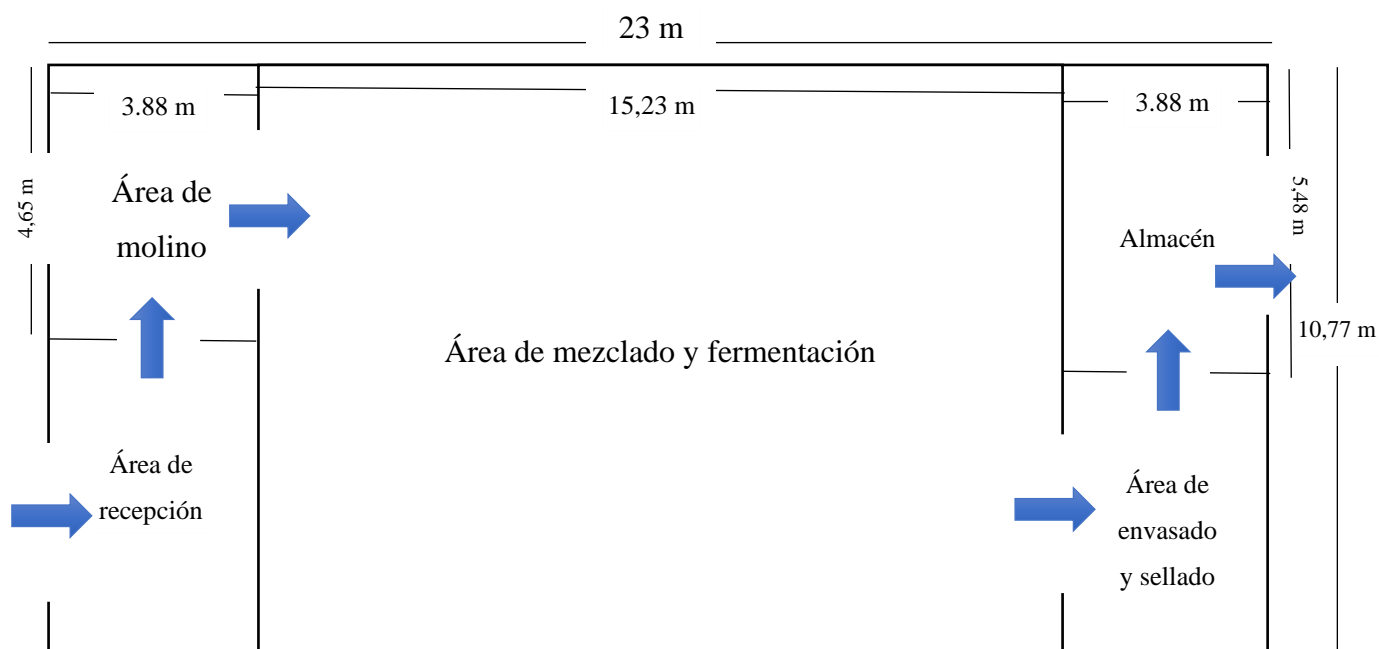 23 m
3.88 m
15,23 m
3.88 m
4,65 m
Área de
molino
5,48 m
Almacén
10,77 m
Área de mezclado y fermentación
Área de
recepción
Área de
envasado
y sellado